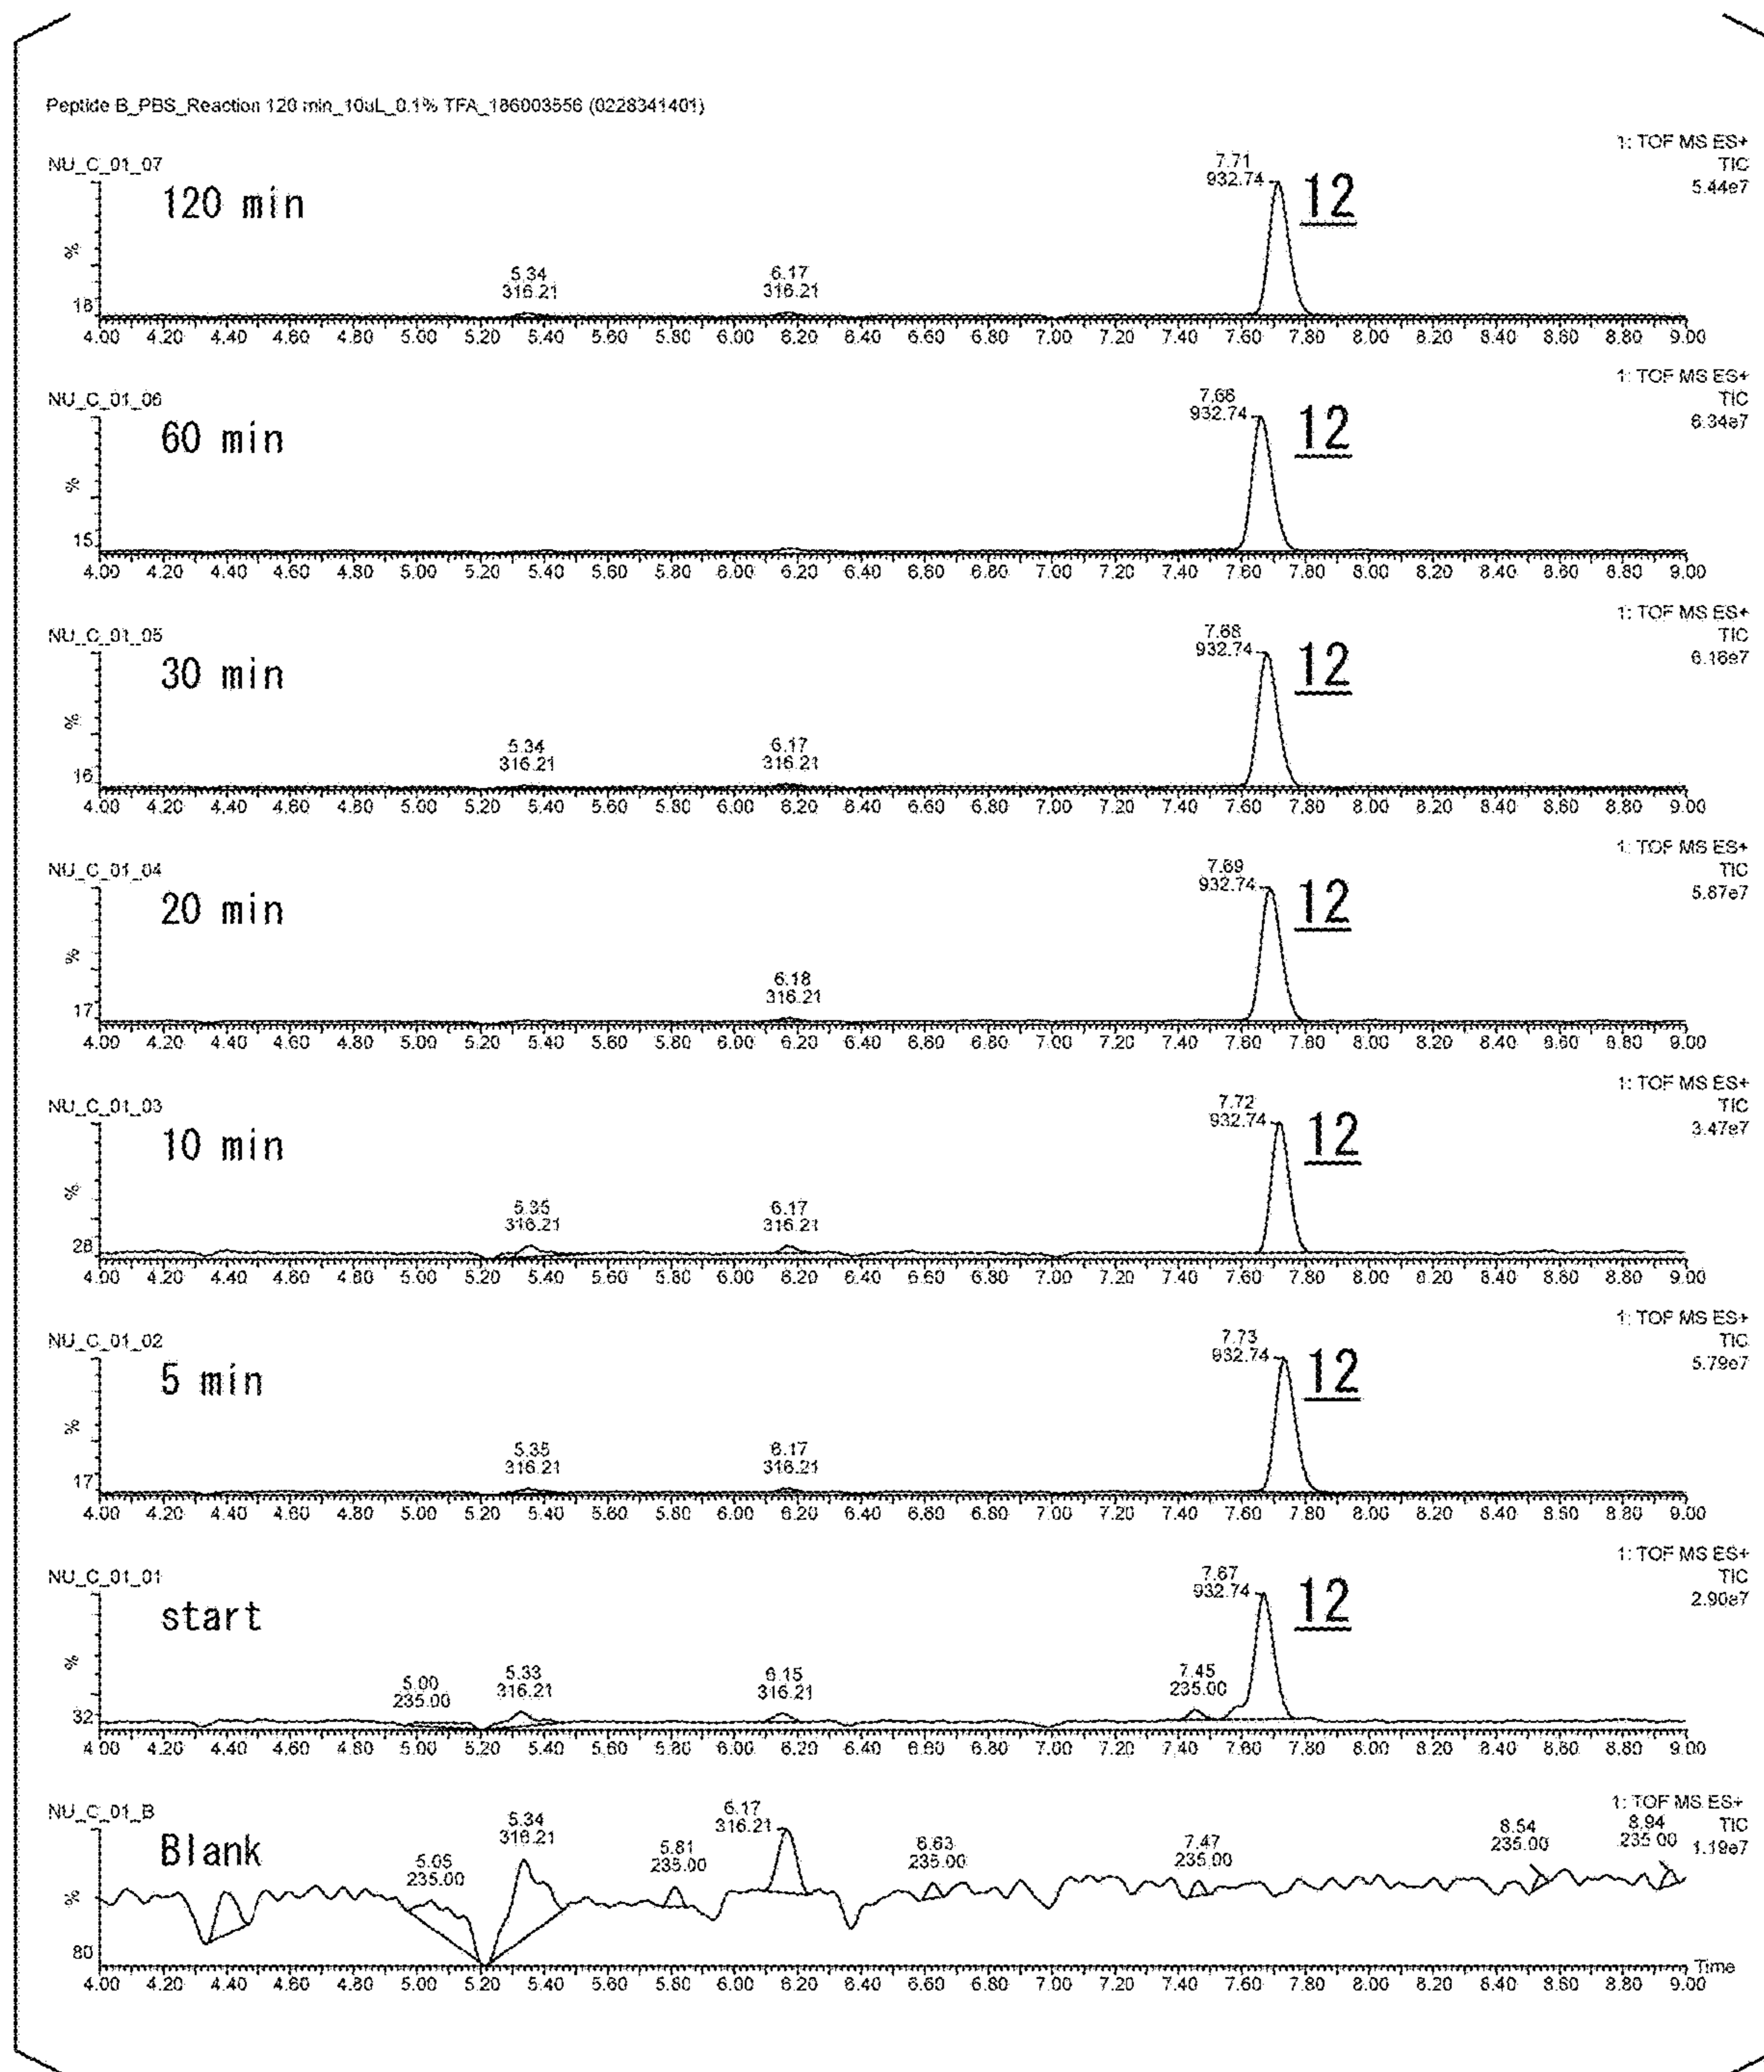 Peptide B_PBS_Reaction 120 min_10uL_0.1% TFA_186003556 (0228341401)
NU_C_01_07
1: TOF MS ES+
TIC
5.44e7
120 min
7.71
932.74
12
5.34
316.21
6.17
316.21
%
18
4.00 4.20 4.40 4.60 4.80 5.00 5.20 5.40 5.60 5.80 6.00 6.20 6.40 6.60 6.80 7.00 7.20 7.40 7.60 7.80 8.00 8.20 8.40 8.60 8.80 9.00
NU_C_01_06
1: TOF MS ES+
TIC
6.34e7
60 min
7.66
932.74
12
%
15
4.00 4.20 4.40 4.60 4.80 5.00 5.20 5.40 5.60 5.80 6.00 6.20 6.40 6.60 6.80 7.00 7.20 7.40 7.60 7.80 8.00 8.20 8.40 8.60 8.80 9.00
NU_C_01_05
1: TOF MS ES+
TIC
6.16e7
30 min
7.68
932.74
12
5.34
316.21
6.17
316.21
%
16
4.00 4.20 4.40 4.60 4.80 5.00 5.20 5.40 5.60 5.80 6.00 6.20 6.40 6.60 6.80 7.00 7.20 7.40 7.60 7.80 8.00 8.20 8.40 8.60 8.80 9.00
NU_C_01_04
1: TOF MS ES+
TIC
5.87e7
20 min
7.69
932.74
12
6.18
316.21
%
17
4.00 4.20 4.40 4.60 4.80 5.00 5.20 5.40 5.60 5.80 6.00 6.20 6.40 6.60 6.80 7.00 7.20 7.40 7.60 7.80 8.00 8.20 8.40 8.60 8.80 9.00
NU_C_01_03
1: TOF MS ES+
TIC
3.47e7
10 min
7.72
932.74
12
5.35
316.21
6.17
316.21
%
28
4.00 4.20 4.40 4.60 4.80 5.00 5.20 5.40 5.60 5.80 6.00 6.20 6.40 6.60 6.80 7.00 7.20 7.40 7.60 7.80 8.00 8.20 8.40 8.60 8.80 9.00
NU_C_01_02
1: TOF MS ES+
TIC
5.79e7
5 min
7.73
932.74
12
5.35
316.21
6.17
316.21
%
17
4.00 4.20 4.40 4.60 4.80 5.00 5.20 5.40 5.60 5.80 6.00 6.20 6.40 6.60 6.80 7.00 7.20 7.40 7.60 7.80 8.00 8.20 8.40 8.60 8.80 9.00
NU_C_01_01
1: TOF MS ES+
TIC
2.90e7
start
7.67
932.74
12
5.00
235.00
5.33
316.21
6.15
316.21
7.45
235.00
%
32
4.00 4.20 4.40 4.60 4.80 5.00 5.20 5.40 5.60 5.80 6.00 6.20 6.40 6.60 6.80 7.00 7.20 7.40 7.60 7.80 8.00 8.20 8.40 8.60 8.80 9.00
NU_C_01_B
1: TOF MS ES+
TIC
1.19e7
Blank
5.05
235.00
5.34
316.21
5.81
235.00
6.17
316.21
6.63
235.00
7.47
235.00
8.54
235.00
8.94
235.00
%
80
Time
4.00 4.20 4.40 4.60 4.80 5.00 5.20 5.40 5.60 5.80 6.00 6.20 6.40 6.60 6.80 7.00 7.20 7.40 7.60 7.80 8.00 8.20 8.40 8.60 8.80 9.00